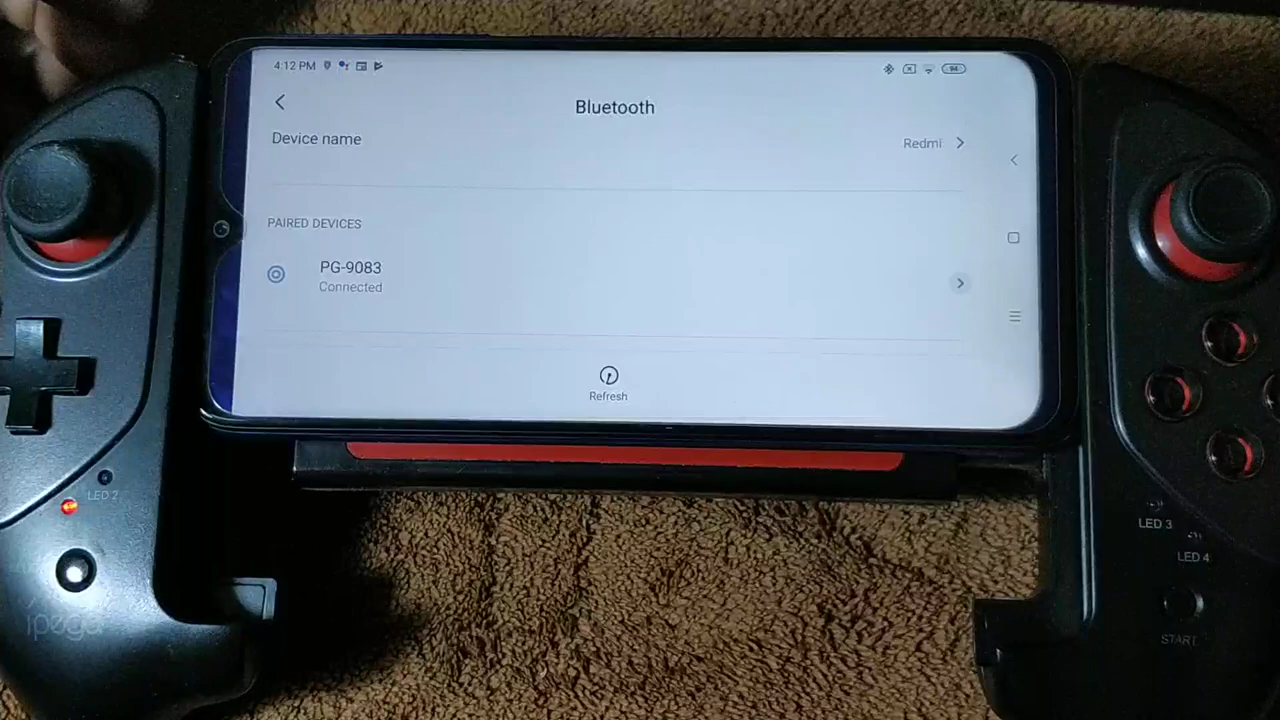 4:12 PM
94
Bluetooth
Device name
Redmi
PAIRED DEVICES
PG-9083
Connected
Refresh
LED 2
ipega
LED 3
LED 4
START